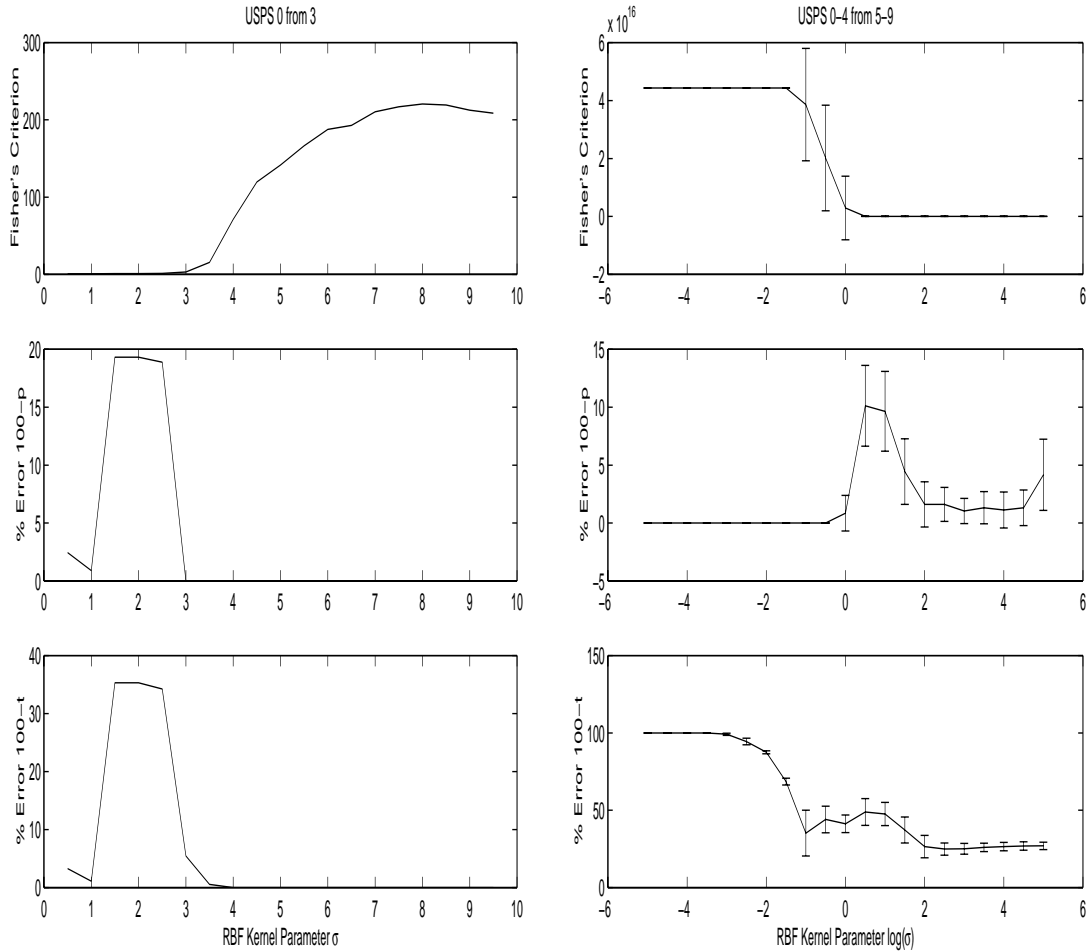 USPS 0 from 3
Fisher's Criterion
300
200
100
0
0 1 2 3 4 5 6 7 8 9 10
USPS 0−4 from 5−9
x 10^16
Fisher's Criterion
6
4
2
0
−2
−6 −4 −2 0 2 4 6
% Error 100−p
20
15
10
5
0
0 1 2 3 4 5 6 7 8 9 10
% Error 100−p
15
10
5
0
−5
−6 −4 −2 0 2 4 6
% Error 100−t
40
30
20
10
0
0 1 2 3 4 5 6 7 8 9 10
RBF Kernel Parameter σ
% Error 100−t
150
100
50
0
−6 −4 −2 0 2 4 6
RBF Kernel Parameter log(σ)